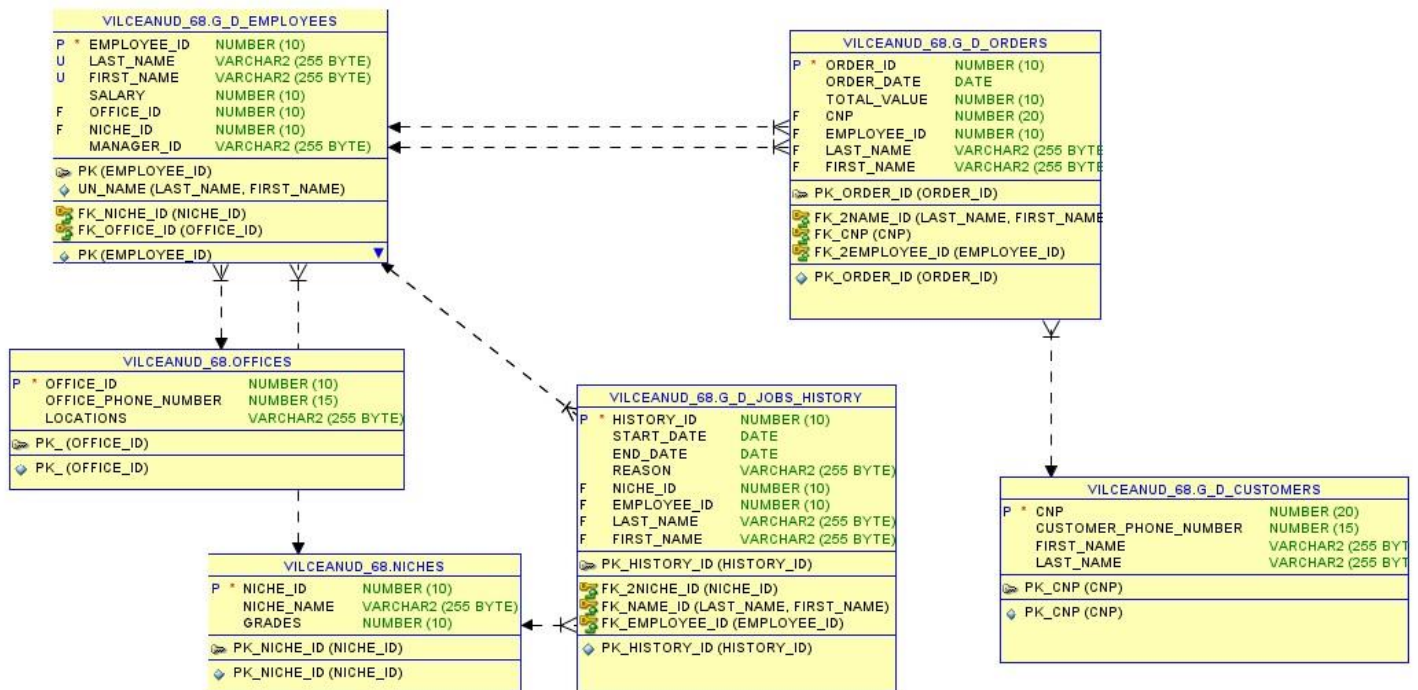 VILCEANUD_68.G_D_EMPLOYEES
P * EMPLOYEE_ID NUMBER (10)
U LAST_NAME VARCHAR2 (255 BYTE)
U FIRST_NAME VARCHAR2 (255 BYTE)
SALARY NUMBER (10)
F OFFICE_ID NUMBER (10)
F NICHE_ID NUMBER (10)
MANAGER_ID VARCHAR2 (255 BYTE)
PK (EMPLOYEE_ID)
UN_NAME (LAST_NAME, FIRST_NAME)
FK_NICHE_ID (NICHE_ID)
FK_OFFICE_ID (OFFICE_ID)
PK (EMPLOYEE_ID)
VILCEANUD_68.G_D_ORDERS
P * ORDER_ID NUMBER (10)
ORDER_DATE DATE
TOTAL_VALUE NUMBER (10)
F CNP NUMBER (20)
F EMPLOYEE_ID NUMBER (10)
F LAST_NAME VARCHAR2 (255 BYTE
F FIRST_NAME VARCHAR2 (255 BYTE
PK_ORDER_ID (ORDER_ID)
FK_2NAME_ID (LAST_NAME, FIRST_NAME
FK_CNP (CNP)
FK_2EMPLOYEE_ID (EMPLOYEE_ID)
PK_ORDER_ID (ORDER_ID)
VILCEANUD_68.OFFICES
P * OFFICE_ID NUMBER (10)
OFFICE_PHONE_NUMBER NUMBER (15)
LOCATIONS VARCHAR2 (255 BYTE)
PK_ (OFFICE_ID)
PK_ (OFFICE_ID)
VILCEANUD_68.G_D_JOBS_HISTORY
P * HISTORY_ID NUMBER (10)
START_DATE DATE
END_DATE DATE
REASON VARCHAR2 (255 BYTE)
F NICHE_ID NUMBER (10)
F EMPLOYEE_ID NUMBER (10)
F LAST_NAME VARCHAR2 (255 BYTE)
F FIRST_NAME VARCHAR2 (255 BYTE)
PK_HISTORY_ID (HISTORY_ID)
FK_2NICHE_ID (NICHE_ID)
FK_NAME_ID (LAST_NAME, FIRST_NAME)
FK_EMPLOYEE_ID (EMPLOYEE_ID)
PK_HISTORY_ID (HISTORY_ID)
VILCEANUD_68.G_D_CUSTOMERS
P * CNP NUMBER (20)
CUSTOMER_PHONE_NUMBER NUMBER (15)
FIRST_NAME VARCHAR2 (255 BYT
LAST_NAME VARCHAR2 (255 BYT
PK_CNP (CNP)
PK_CNP (CNP)
VILCEANUD_68.NICHES
P * NICHE_ID NUMBER (10)
NICHE_NAME VARCHAR2 (255 BYTE)
GRADES NUMBER (10)
PK_NICHE_ID (NICHE_ID)
PK_NICHE_ID (NICHE_ID)